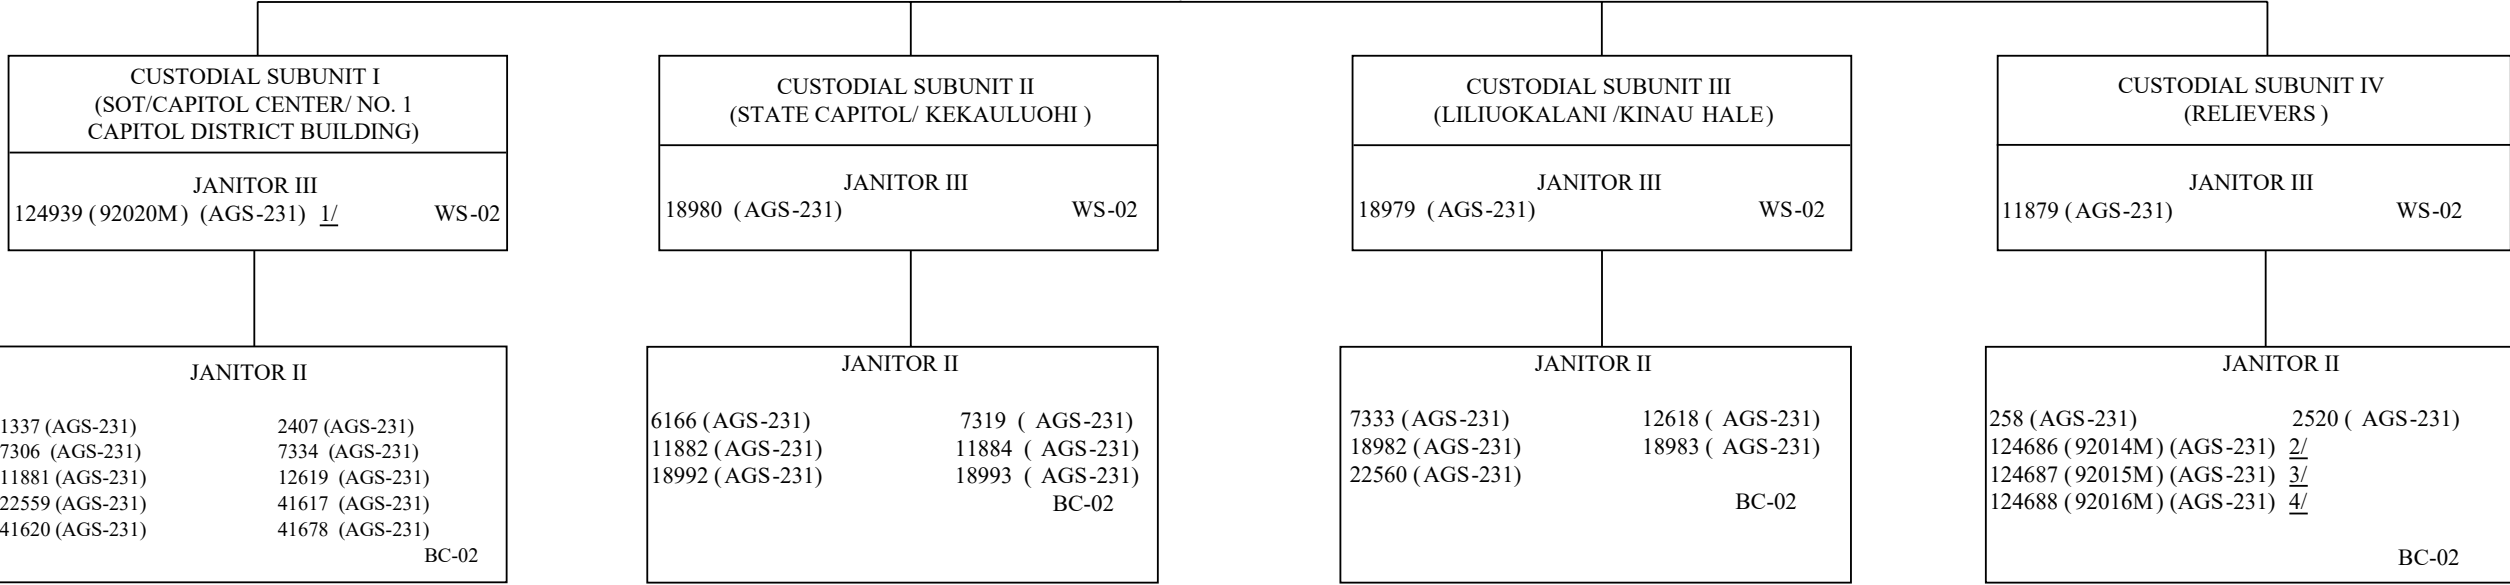 CUSTODIAL SUBUNIT I
(SOT/CAPITOL CENTER/ NO. 1
CAPITOL DISTRICT BUILDING)
JANITOR III
124939 (92020M) (AGS-231) 1/ WS-02
JANITOR II
1337 (AGS-231) 2407 (AGS-231)
7306 (AGS-231) 7334 (AGS-231)
11881 (AGS-231) 12619 (AGS-231)
22559 (AGS-231) 41617 (AGS-231)
41620 (AGS-231) 41678 (AGS-231)
BC-02
CUSTODIAL SUBUNIT II
(STATE CAPITOL/ KEKAULUOHI )
JANITOR III
18980 (AGS-231) WS-02
JANITOR II
6166 (AGS-231) 7319 ( AGS-231)
11882 (AGS-231) 11884 ( AGS-231)
18992 (AGS-231) 18993 ( AGS-231)
BC-02
CUSTODIAL SUBUNIT III
(LILIUOKALANI /KINAU HALE)
JANITOR III
18979 (AGS-231) WS-02
JANITOR II
7333 (AGS-231) 12618 ( AGS-231)
18982 (AGS-231) 18983 ( AGS-231)
22560 (AGS-231)
BC-02
CUSTODIAL SUBUNIT IV
(RELIEVERS )
JANITOR III
11879 (AGS-231) WS-02
JANITOR II
258 (AGS-231) 2520 ( AGS-231)
124686 (92014M) (AGS-231) 2/
124687 (92015M) (AGS-231) 3/
124688 (92016M) (AGS-231) 4/
BC-02